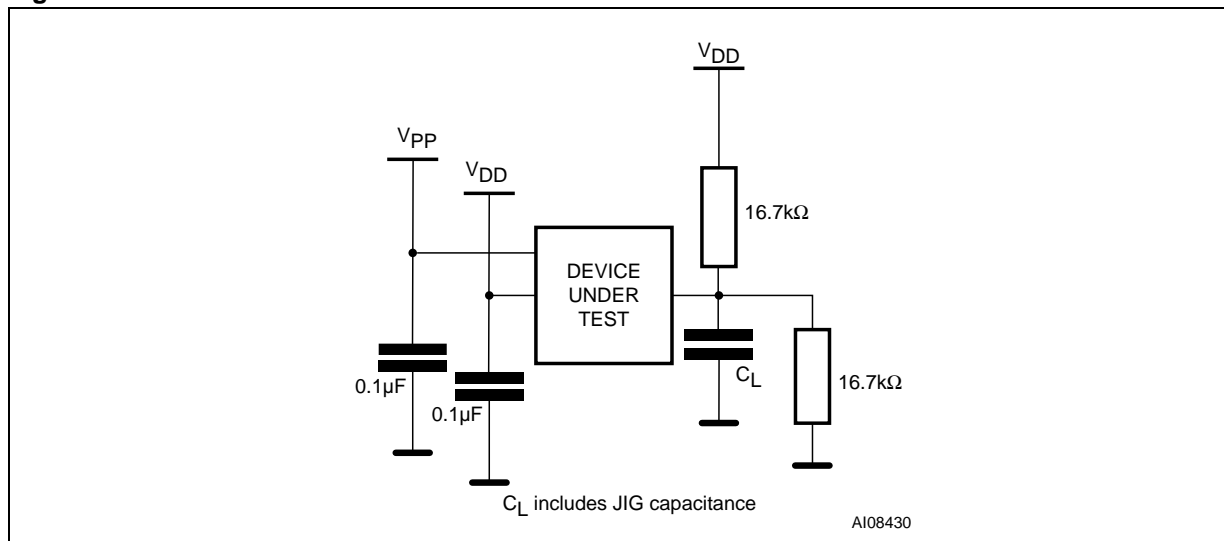 VDD
VPP
VDD
16.7kΩ
DEVICE
UNDER
TEST
CL
16.7kΩ
0.1µF
0.1µF
CL includes JIG capacitance
AI08430